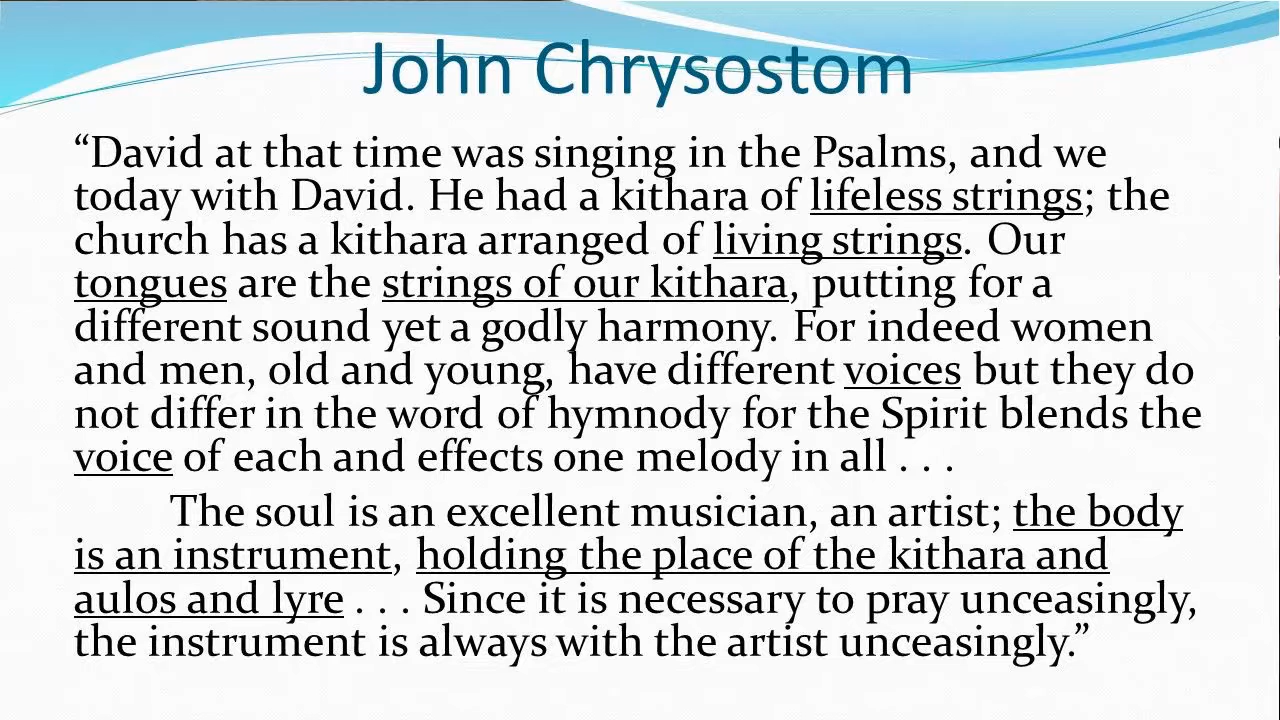 John Chrysostom
“David at that time was singing in the Psalms, and we
today with David. He had a kithara of lifeless strings; the
church has a kithara arranged of living strings. Our
tongues are the strings of our kithara, putting for a
different sound yet a godly harmony. For indeed women
and men, old and young, have different voices but they do
not differ in the word of hymnody for the Spirit blends the
voice of each and effects one melody in all . . .
The soul is an excellent musician, an artist; the body
is an instrument, holding the place of the kithara and
aulos and lyre . . . Since it is necessary to pray unceasingly,
the instrument is always with the artist unceasingly.”